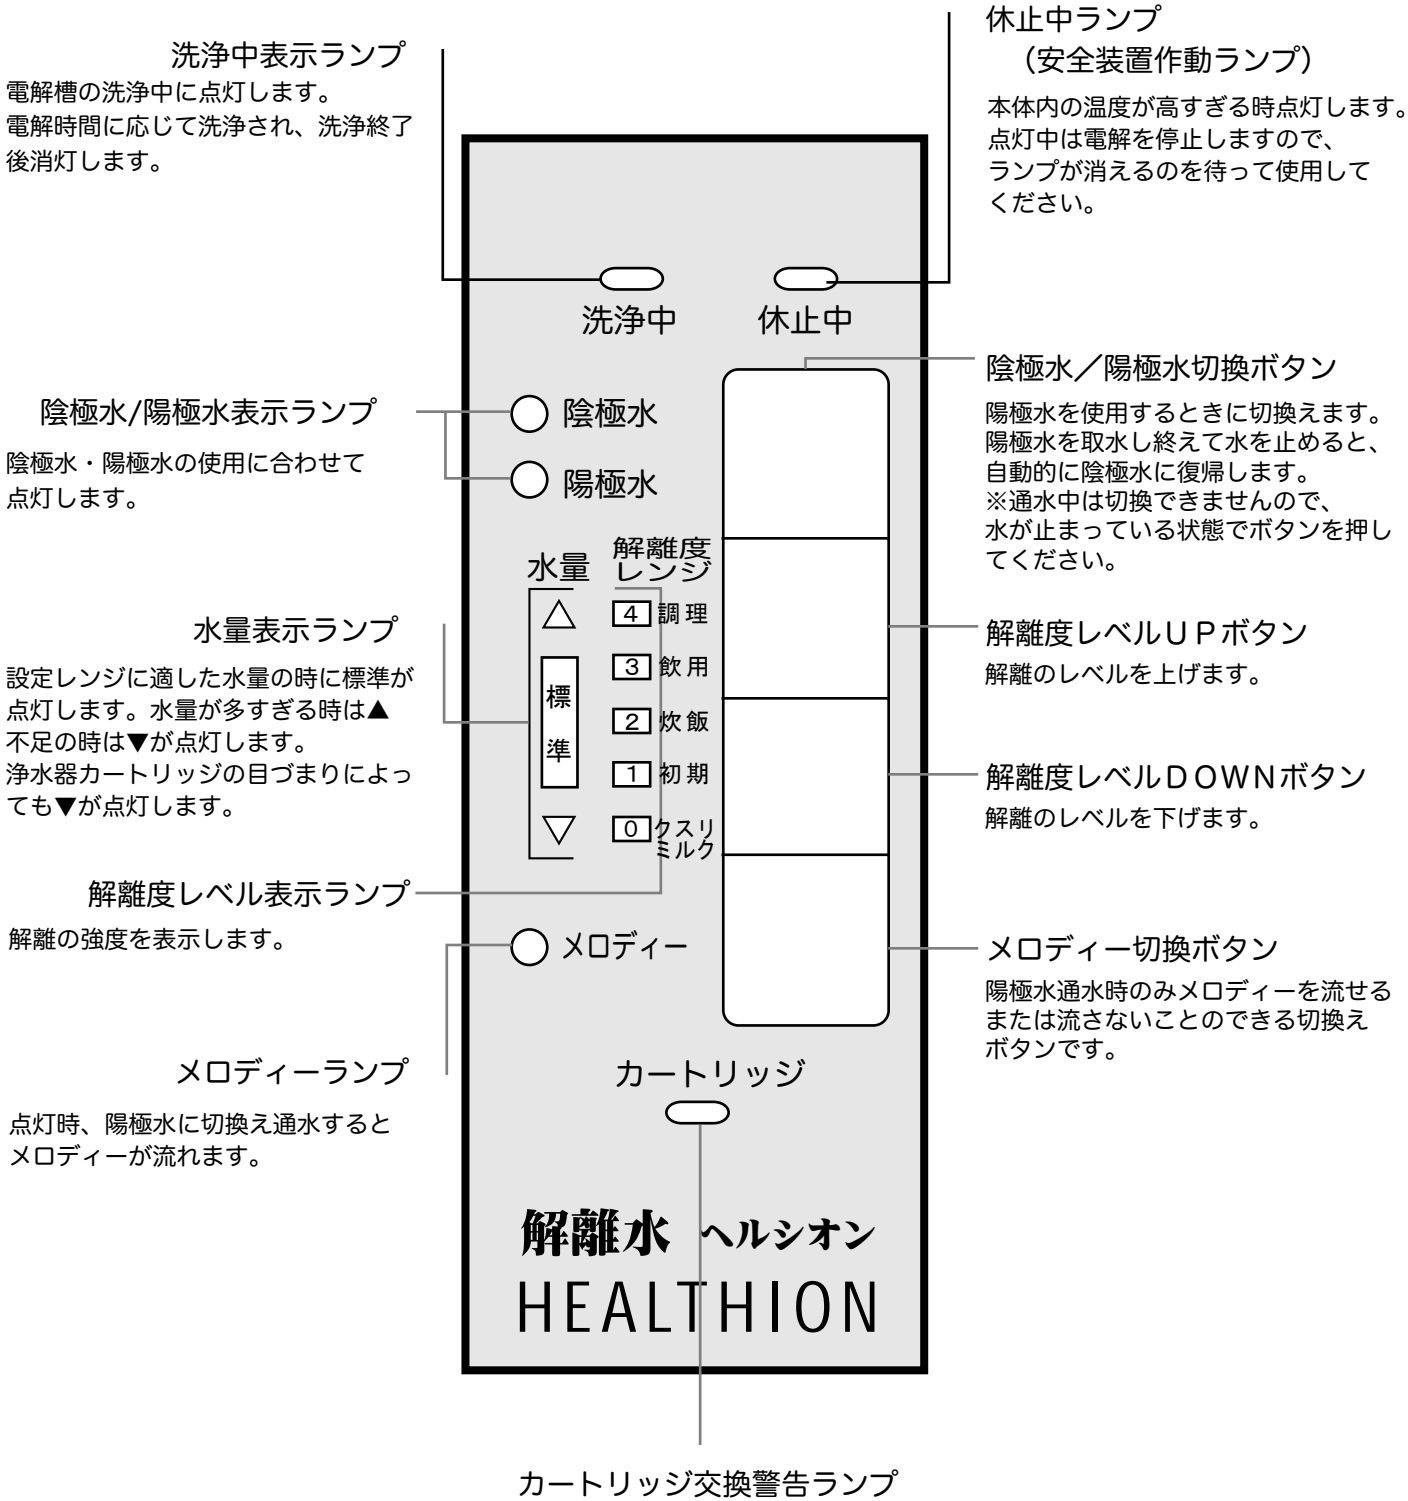 洗浄中表示ランプ
電解槽の洗浄中に点灯します。
電解時間に応じて洗浄され、洗浄終了
後消灯します。
休止中ランプ
（安全装置作動ランプ）
本体内の温度が高すぎる時点灯します。
点灯中は電解を停止しますので、
ランプが消えるのを待って使用して
ください。
洗浄中
休止中
陰極水/陽極水表示ランプ
陰極水・陽極水の使用に合わせて
点灯します。
陰極水
陽極水
陰極水／陽極水切換ボタン
陽極水を使用するときに切換えます。
陽極水を取水し終えて水を止めると、
自動的に陰極水に復帰します。
※通水中は切換できませんので、
水が止まっている状態でボタンを押し
てください。
水量
解離度
レンジ
△
標
準
▽
4 調理
3 飲用
2 炊飯
1 初期
0 クスリ
ミルク
水量表示ランプ
設定レンジに適した水量の時に標準が
点灯します。水量が多すぎる時は▲
不足の時は▼が点灯します。
浄水器カートリッジの目づまりによっ
ても▼が点灯します。
解離度レベルＵＰボタン
解離のレベルを上げます。
解離度レベルＤＯＷＮボタン
解離のレベルを下げます。
解離度レベル表示ランプ
解離の強度を表示します。
メロディー
メロディー切換ボタン
陽極水通水時のみメロディーを流せる
または流さないことのできる切換え
ボタンです。
メロディーランプ
点灯時、陽極水に切換え通水すると
メロディーが流れます。
カートリッジ
解離水 ヘルシオン
HEALTHION
カートリッジ交換警告ランプ